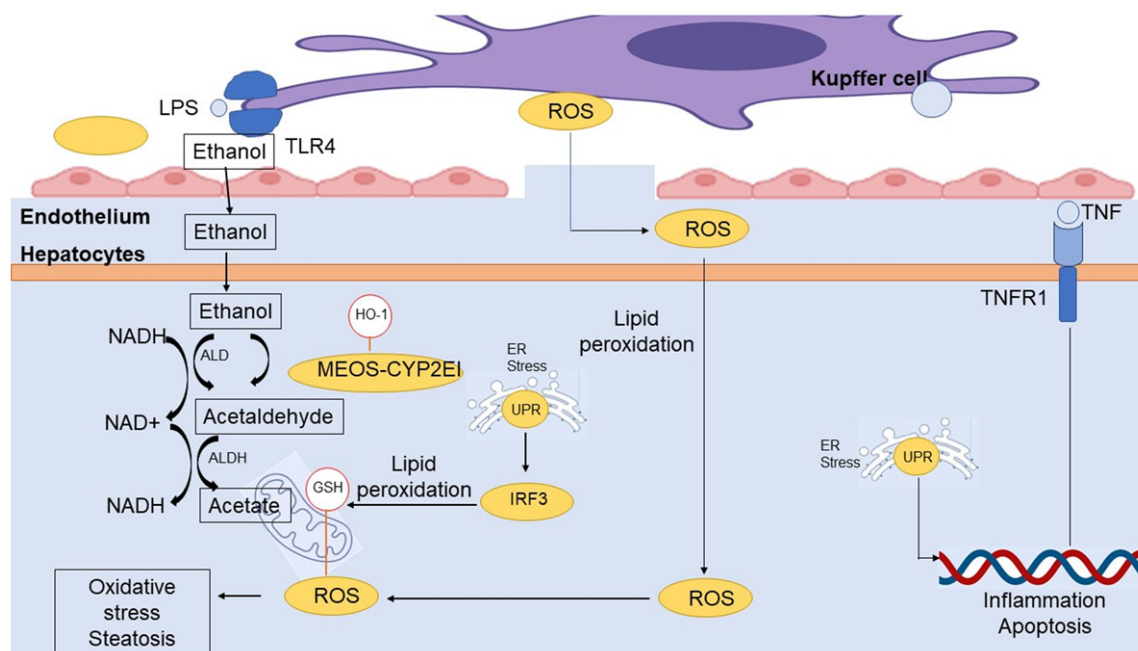 Kupffer cell
LPS
ROS
TLR4
Ethanol
Endothelium
Ethanol
Hepatocytes
ROS
TNF
TNFR1
Ethanol
HO-1
NADH
ALD
MEOS-CYP2EI
Lipid
peroxidation
ER
Stress
UPR
NAD+
Acetaldehyde
ALDH
ER
Stress
UPR
Lipid
peroxidation
GSH
IRF3
NADH
Acetate
Oxidative
stress
Steatosis
ROS
ROS
Inflammation
Apoptosis